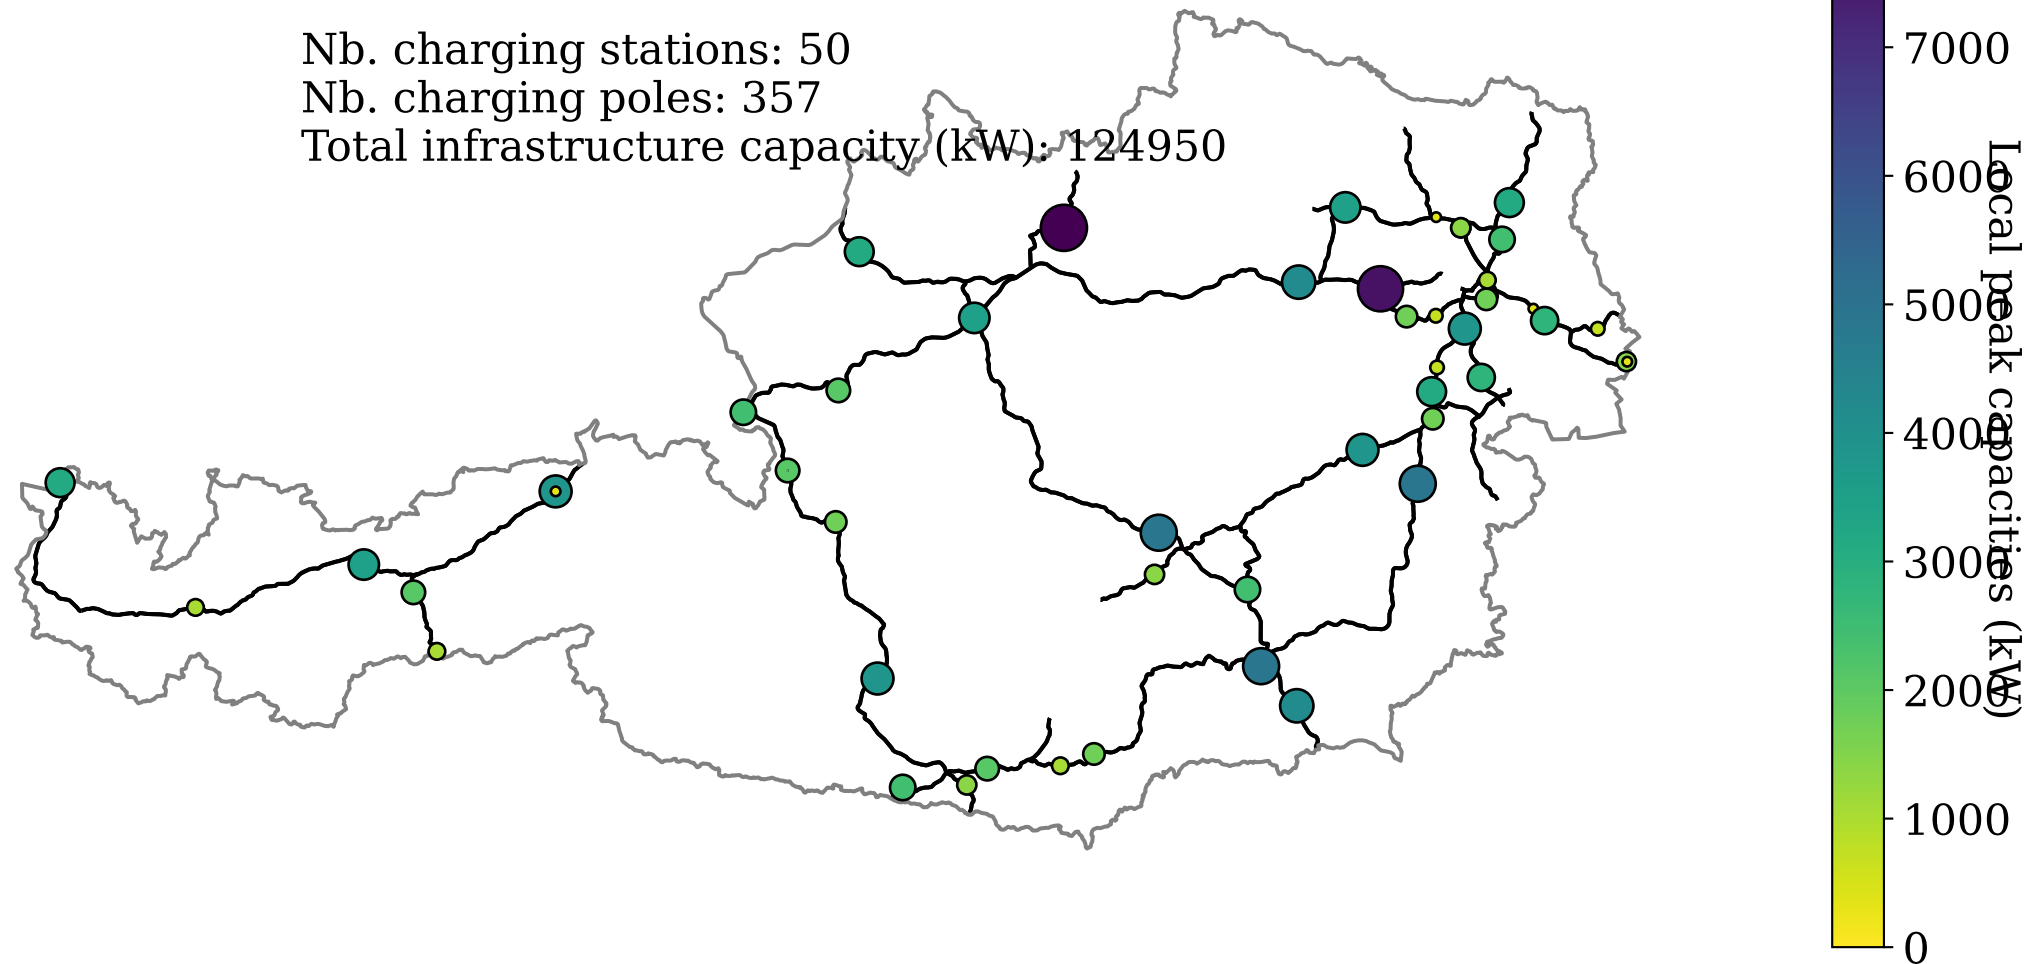 Nb. charging stations: 50
Nb. charging poles: 357
Total infrastructure capacity (kW): 124950
7000
6000
5000
4000
3000
2000
1000
0
Local peak capacities (kW)